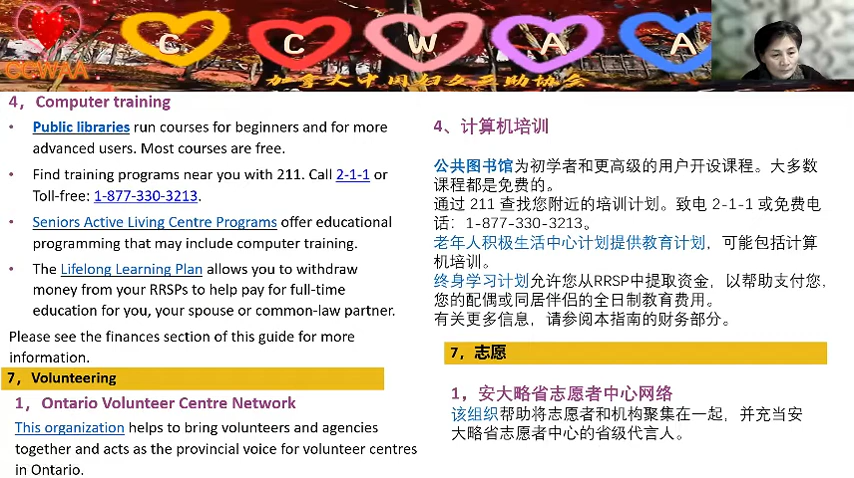 C C W A A
CCWAA
加拿大中国妇女互助协会
4，Computer training
• Public libraries run courses for beginners and for more
advanced users. Most courses are free.
• Find training programs near you with 211. Call 2-1-1 or
Toll-free: 1-877-330-3213.
• Seniors Active Living Centre Programs offer educational
programming that may include computer training.
• The Lifelong Learning Plan allows you to withdraw
money from your RRSPs to help pay for full-time
education for you, your spouse or common-law partner.
Please see the finances section of this guide for more
information.
7，Volunteering
1，Ontario Volunteer Centre Network
This organization helps to bring volunteers and agencies
together and acts as the provincial voice for volunteer centres
in Ontario.
4、计算机培训
公共图书馆为初学者和更高级的用户开设课程。大多数
课程都是免费的。
通过 211 查找您附近的培训计划。致电 2-1-1 或免费电
话：1-877-330-3213。
老年人积极生活中心计划提供教育计划，可能包括计算
机培训。
终身学习计划允许您从RRSP中提取资金，以帮助支付您，
您的配偶或同居伴侣的全日制教育费用。
有关更多信息，请参阅本指南的财务部分。
7，志愿
1，安大略省志愿者中心网络
该组织帮助将志愿者和机构聚集在一起，并充当安
大略省志愿者中心的省级代言人。